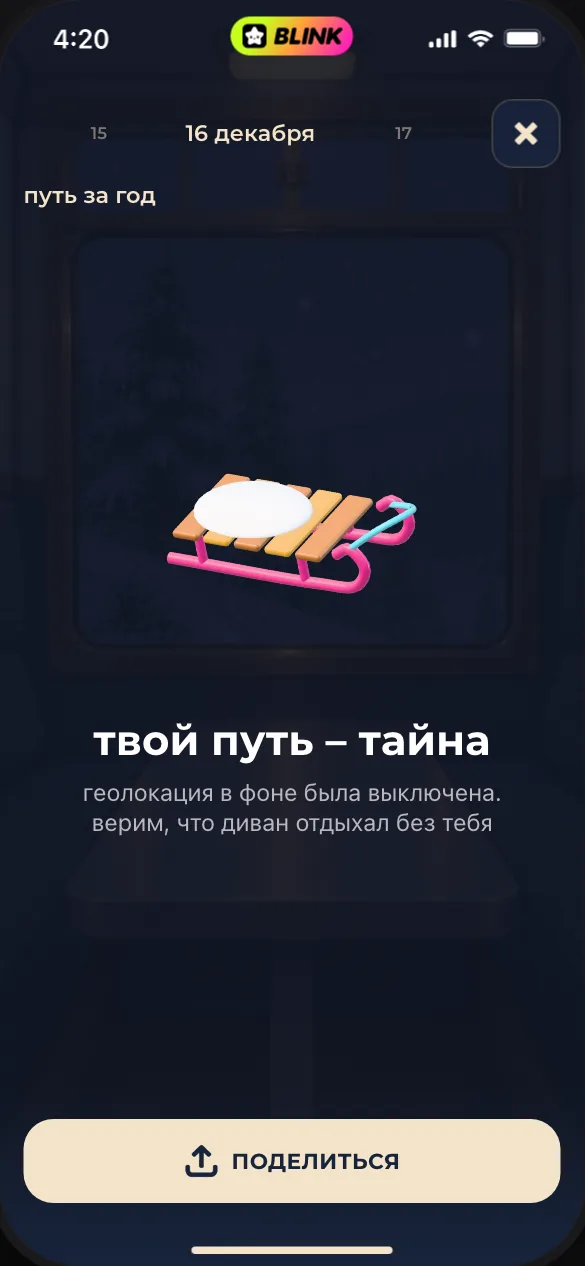 4:20
BLINK
15 16 декабря 17
путь за год
твой путь – тайна
геолокация в фоне была выключена.
верим, что диван отдыхал без тебя
ПОДЕЛИТЬСЯ